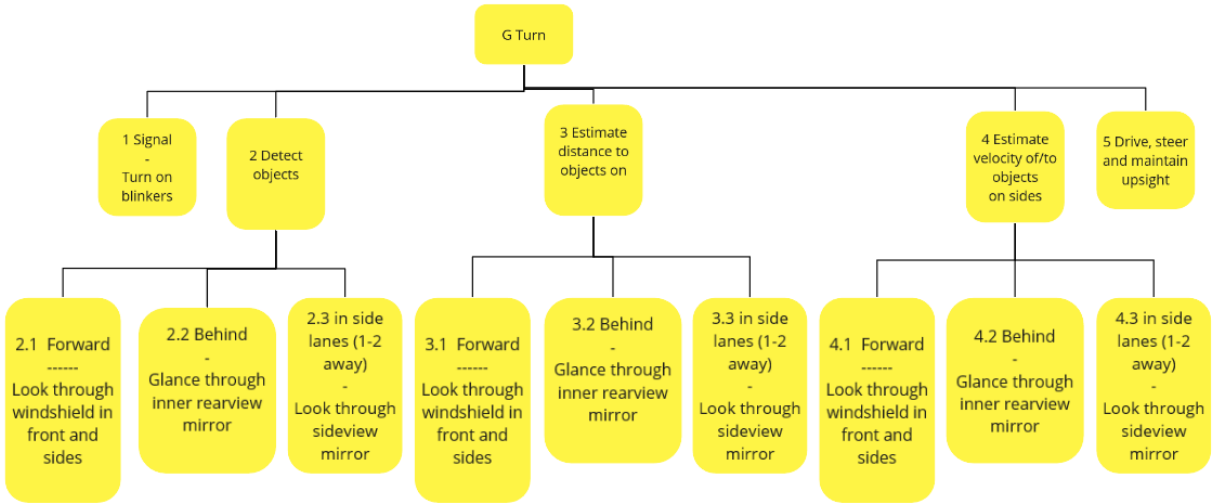 G Turn
1 Signal
-
Turn on
blinkers
2 Detect
objects
3 Estimate
distance to
objects on
4 Estimate
velocity of/to
objects
on sides
5 Drive, steer
and maintain
upsight
2.1 Forward
------
Look through
windshield in
front and
sides
2.2 Behind
-
Glance through
inner rearview
mirror
2.3 in side
lanes (1-2
away)
-
Look through
sideview
mirror
3.1 Forward
------
Look through
windshield in
front and
sides
3.2 Behind
-
Glance through
inner rearview
mirror
3.3 in side
lanes (1-2
away)
-
Look through
sideview
mirror
4.1 Forward
------
Look through
windshield in
front and
sides
4.2 Behind
-
Glance through
inner rearview
mirror
4.3 in side
lanes (1-2
away)
-
Look through
sideview
mirror